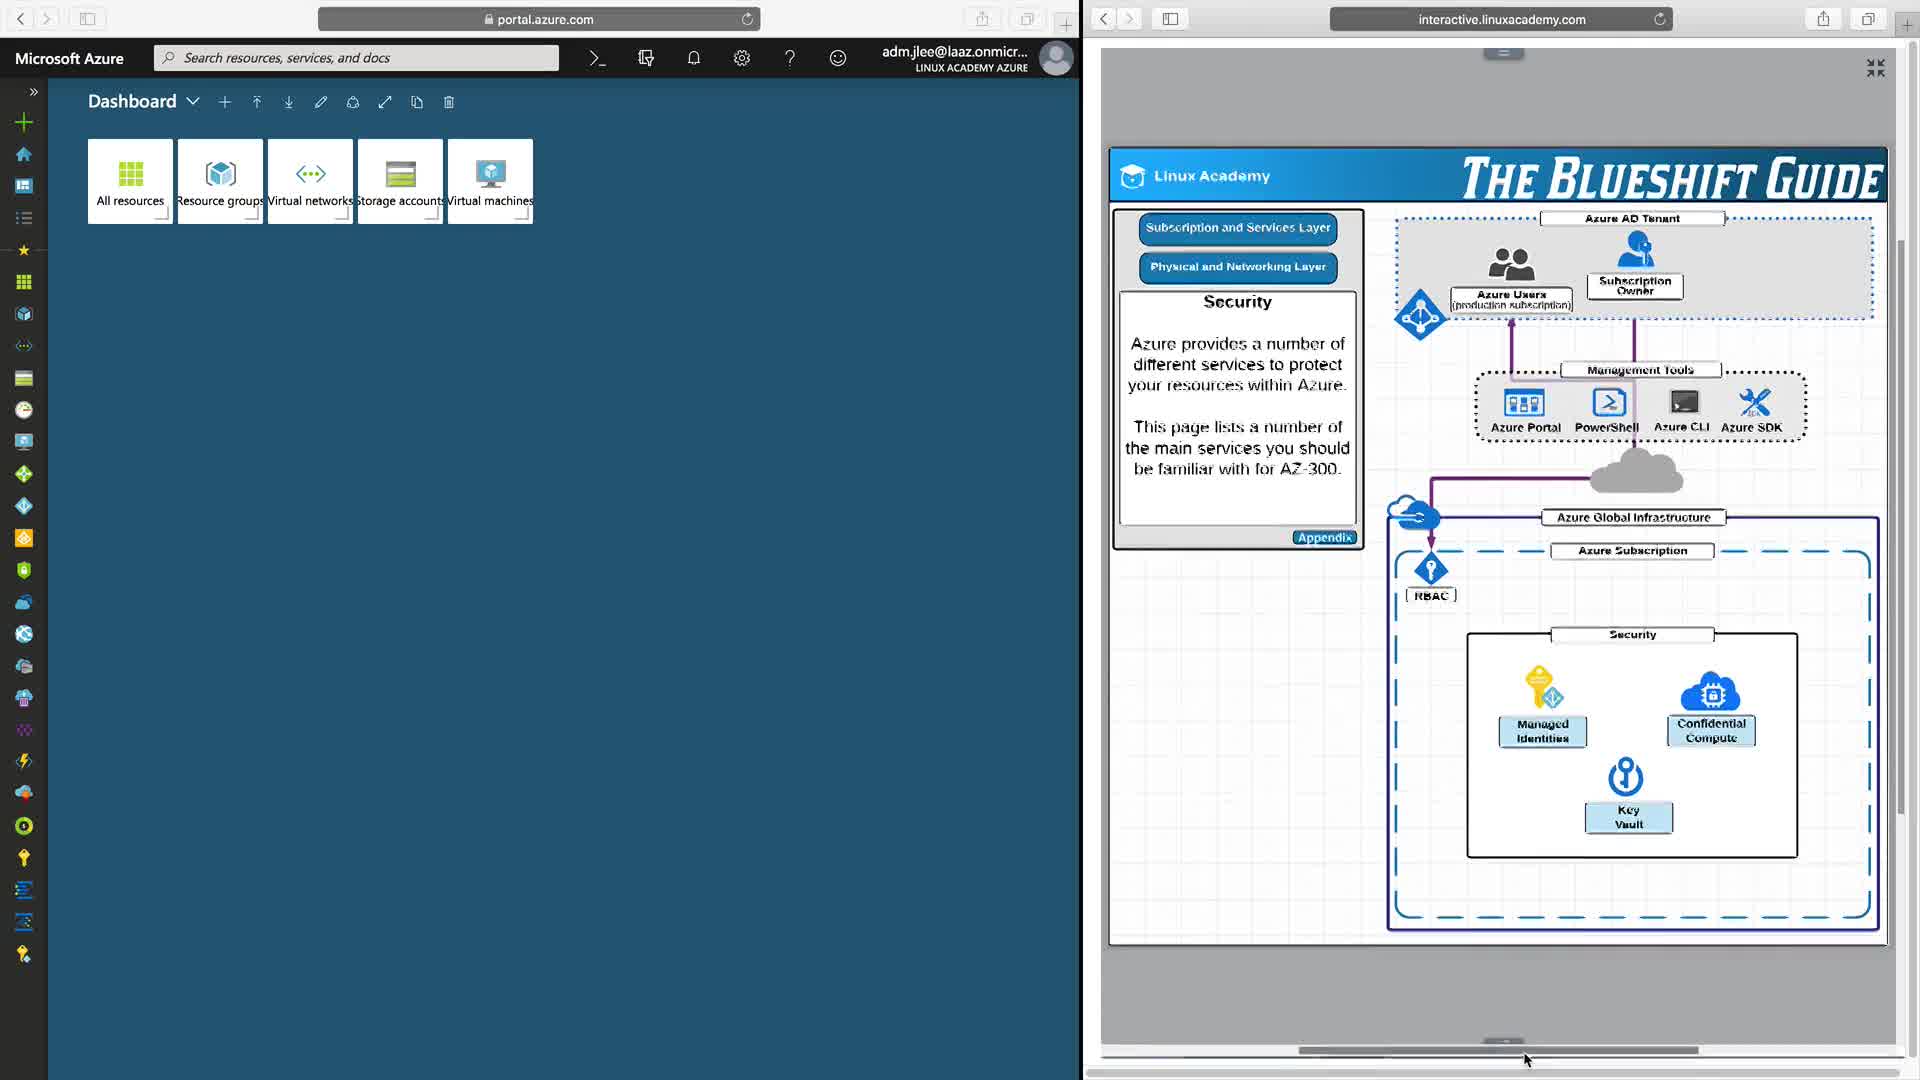 portal.azure.com
Microsoft Azure
Search resources, services, and docs
adm.jlee@laaz.onmicr...
LINUX ACADEMY AZURE
Dashboard
All resources
Resource groups
Virtual networks
Storage accounts
Virtual machines
interactive.linuxacademy.com
Linux Academy
THE BLUESHIFT GUIDE
Subscription and Services Layer
Physical and Networking Layer
Security
Azure provides a number of
different services to protect
your resources within Azure.
This page lists a number of
the main services you should
be familiar with for AZ-300.
Appendix
Azure AD Tenant
Azure Users
(production subscription)
Subscription
Owner
Management Tools
Azure Portal
PowerShell
Azure CLI
Azure SDK
Azure Global Infrastructure
Azure Subscription
RBAC
Security
Managed
Identities
Confidential
Compute
Key
Vault